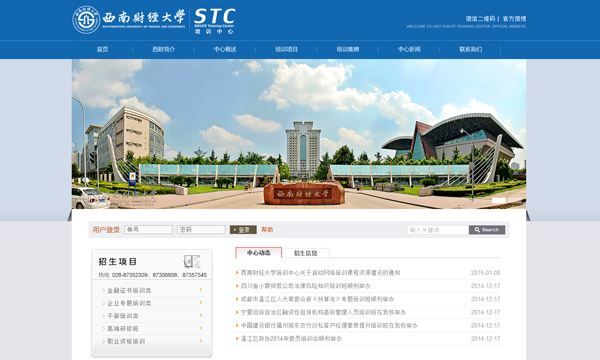 西南财经大学
SOUTHWESTERN UNIVERSITY OF FINANCE AND ECONOMICS
STC
SWUFE Training Center
培训中心
微信二维码 | 官方微博
WELCOME TO VISIT SWUFE TRAINING CENTER OFFICIAL WEBSITE
首页 西财简介 中心概述 培训项目 培训集锦 中心新闻 联系我们
西南财经大学
用户登录 帐号 密码 登录 帮助
输入关键语 Search
招生项目
热线: 028-87352309、87356858、87357345
金融证书培训类
企业专题培训类
干部培训类
高端研修班
职业资格培训
中心动态 招生信息
西南财经大学培训中心关于启动网络培训课程资源建设的通知 2015-01-08
四川省小额贷款公司法律风险知识培训班顺利举办 2014-12-17
成都市温江区人大常委会新《预算法》专题培训班顺利举办 2014-12-17
宁夏回族自治区融资性担保机构高级管理人员培训班在我校举办 2014-12-17
中国建设银行福州城东支行对私客户经理素质提升培训班在我校举办 2014-12-17
温江区政协2014年委员培训会顺利举办 2014-12-17